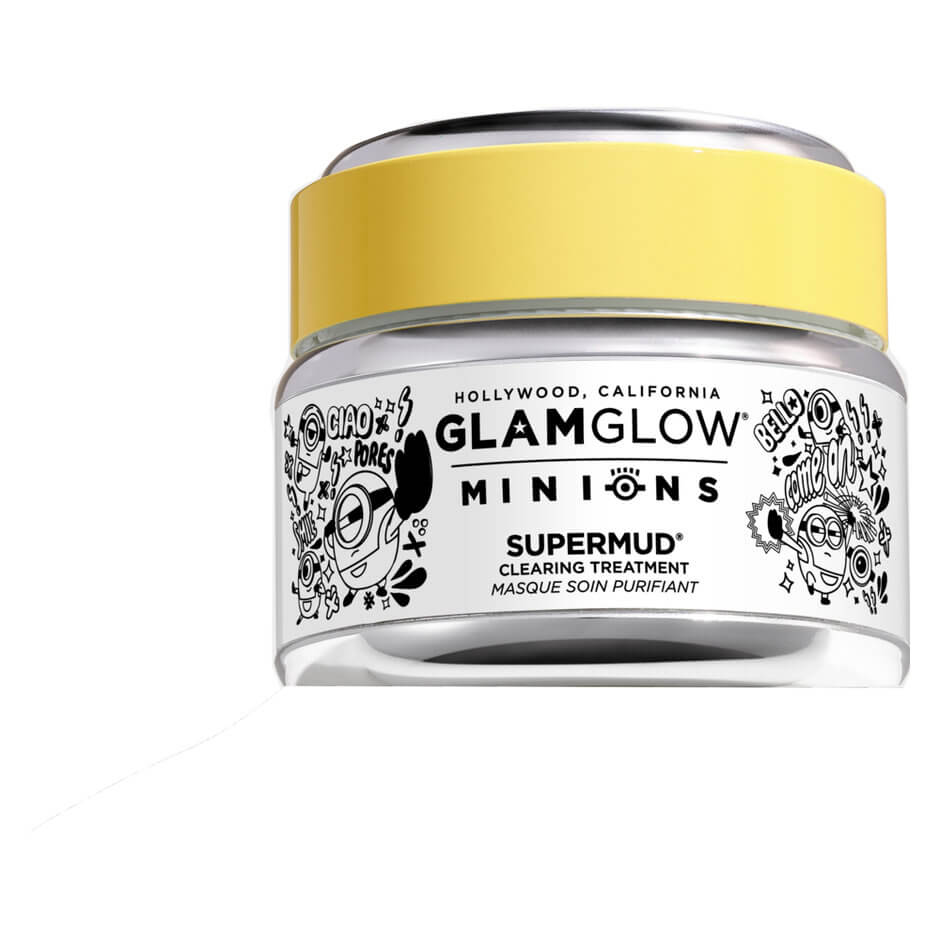 HOLLYWOOD, CALIFORNIA
GLAMGLOW®
MINIONS
SUPERMUD®
CLEARING TREATMENT
MASQUE SOIN PURIFIANT
CIAO
PORES
SMILE
BELLO
COME ON